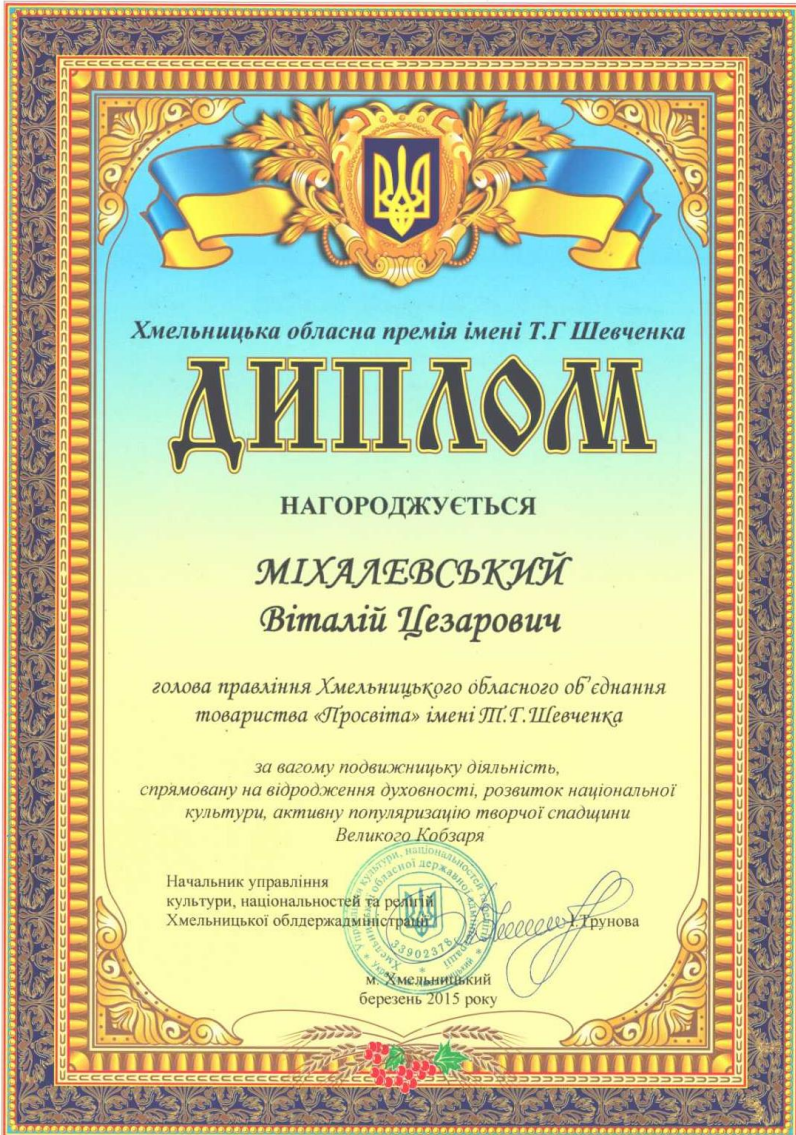 Хмельницька обласна премія імені Т.Г Шевченка
ДИПЛОМ
НАГОРОДЖУЄТЬСЯ
МІХАЛЕВСЬКИЙ
Віталій Цезарович
голова правління Хмельницького обласного об’єднання
товариства «Просвіта» імені Т.Г.Шевченка
за вагому подвижницьку діяльність,
спрямовану на відродження духовності, розвиток національної
культури, активну популяризацію творчої спадщини
Великого Кобзаря
Начальник управління
культури, національностей та релігій
Хмельницької облдержадміністрації І.Трунова
33902378
м. Хмельницький
березень 2015 року